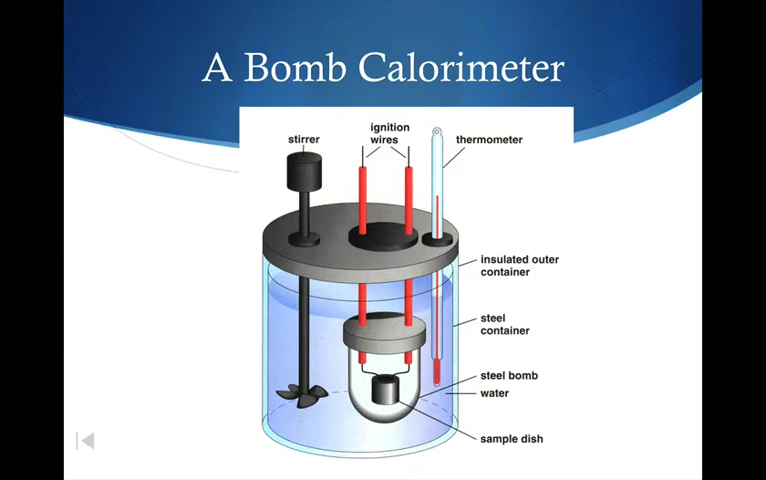 A Bomb Calorimeter
stirrer
ignition
wires
thermometer
insulated outer
container
steel
container
steel bomb
water
sample dish